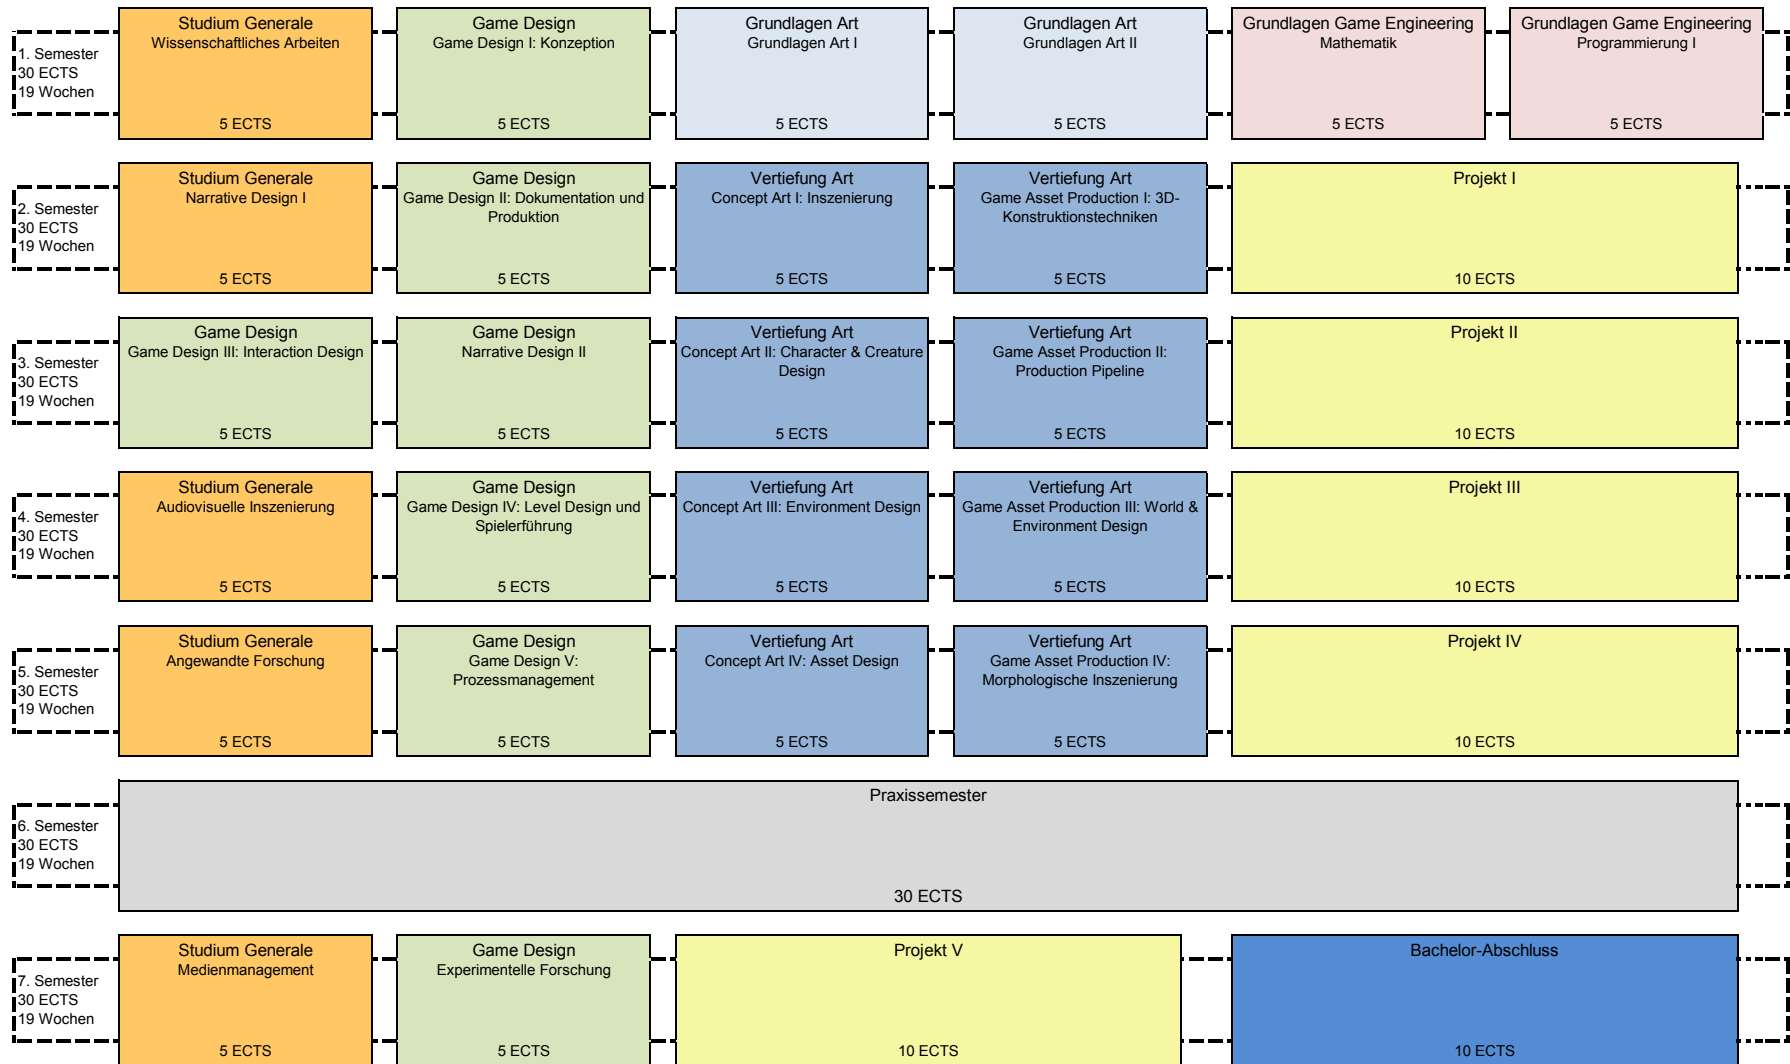 1. Semester
30 ECTS
19 Wochen
Studium Generale
Wissenschaftliches Arbeiten
5 ECTS
Game Design
Game Design I: Konzeption
5 ECTS
Grundlagen Art
Grundlagen Art I
5 ECTS
Grundlagen Art
Grundlagen Art II
5 ECTS
Grundlagen Game Engineering
Mathematik
5 ECTS
Grundlagen Game Engineering
Programmierung I
5 ECTS
2. Semester
30 ECTS
19 Wochen
Studium Generale
Narrative Design I
5 ECTS
Game Design
Game Design II: Dokumentation und
Produktion
5 ECTS
Vertiefung Art
Concept Art I: Inszenierung
5 ECTS
Vertiefung Art
Game Asset Production I: 3D-
Konstruktionstechniken
5 ECTS
Projekt I
10 ECTS
3. Semester
30 ECTS
19 Wochen
Game Design
Game Design III: Interaction Design
5 ECTS
Game Design
Narrative Design II
5 ECTS
Vertiefung Art
Concept Art II: Character & Creature
Design
5 ECTS
Vertiefung Art
Game Asset Production II:
Production Pipeline
5 ECTS
Projekt II
10 ECTS
4. Semester
30 ECTS
19 Wochen
Studium Generale
Audiovisuelle Inszenierung
5 ECTS
Game Design
Game Design IV: Level Design und
Spielerführung
5 ECTS
Vertiefung Art
Concept Art III: Environment Design
5 ECTS
Vertiefung Art
Game Asset Production III: World &
Environment Design
5 ECTS
Projekt III
10 ECTS
5. Semester
30 ECTS
19 Wochen
Studium Generale
Angewandte Forschung
5 ECTS
Game Design
Game Design V:
Prozessmanagement
5 ECTS
Vertiefung Art
Concept Art IV: Asset Design
5 ECTS
Vertiefung Art
Game Asset Production IV:
Morphologische Inszenierung
5 ECTS
Projekt IV
10 ECTS
6. Semester
30 ECTS
19 Wochen
Praxissemester
30 ECTS
7. Semester
30 ECTS
19 Wochen
Studium Generale
Medienmanagement
5 ECTS
Game Design
Experimentelle Forschung
5 ECTS
Projekt V
10 ECTS
Bachelor-Abschluss
10 ECTS